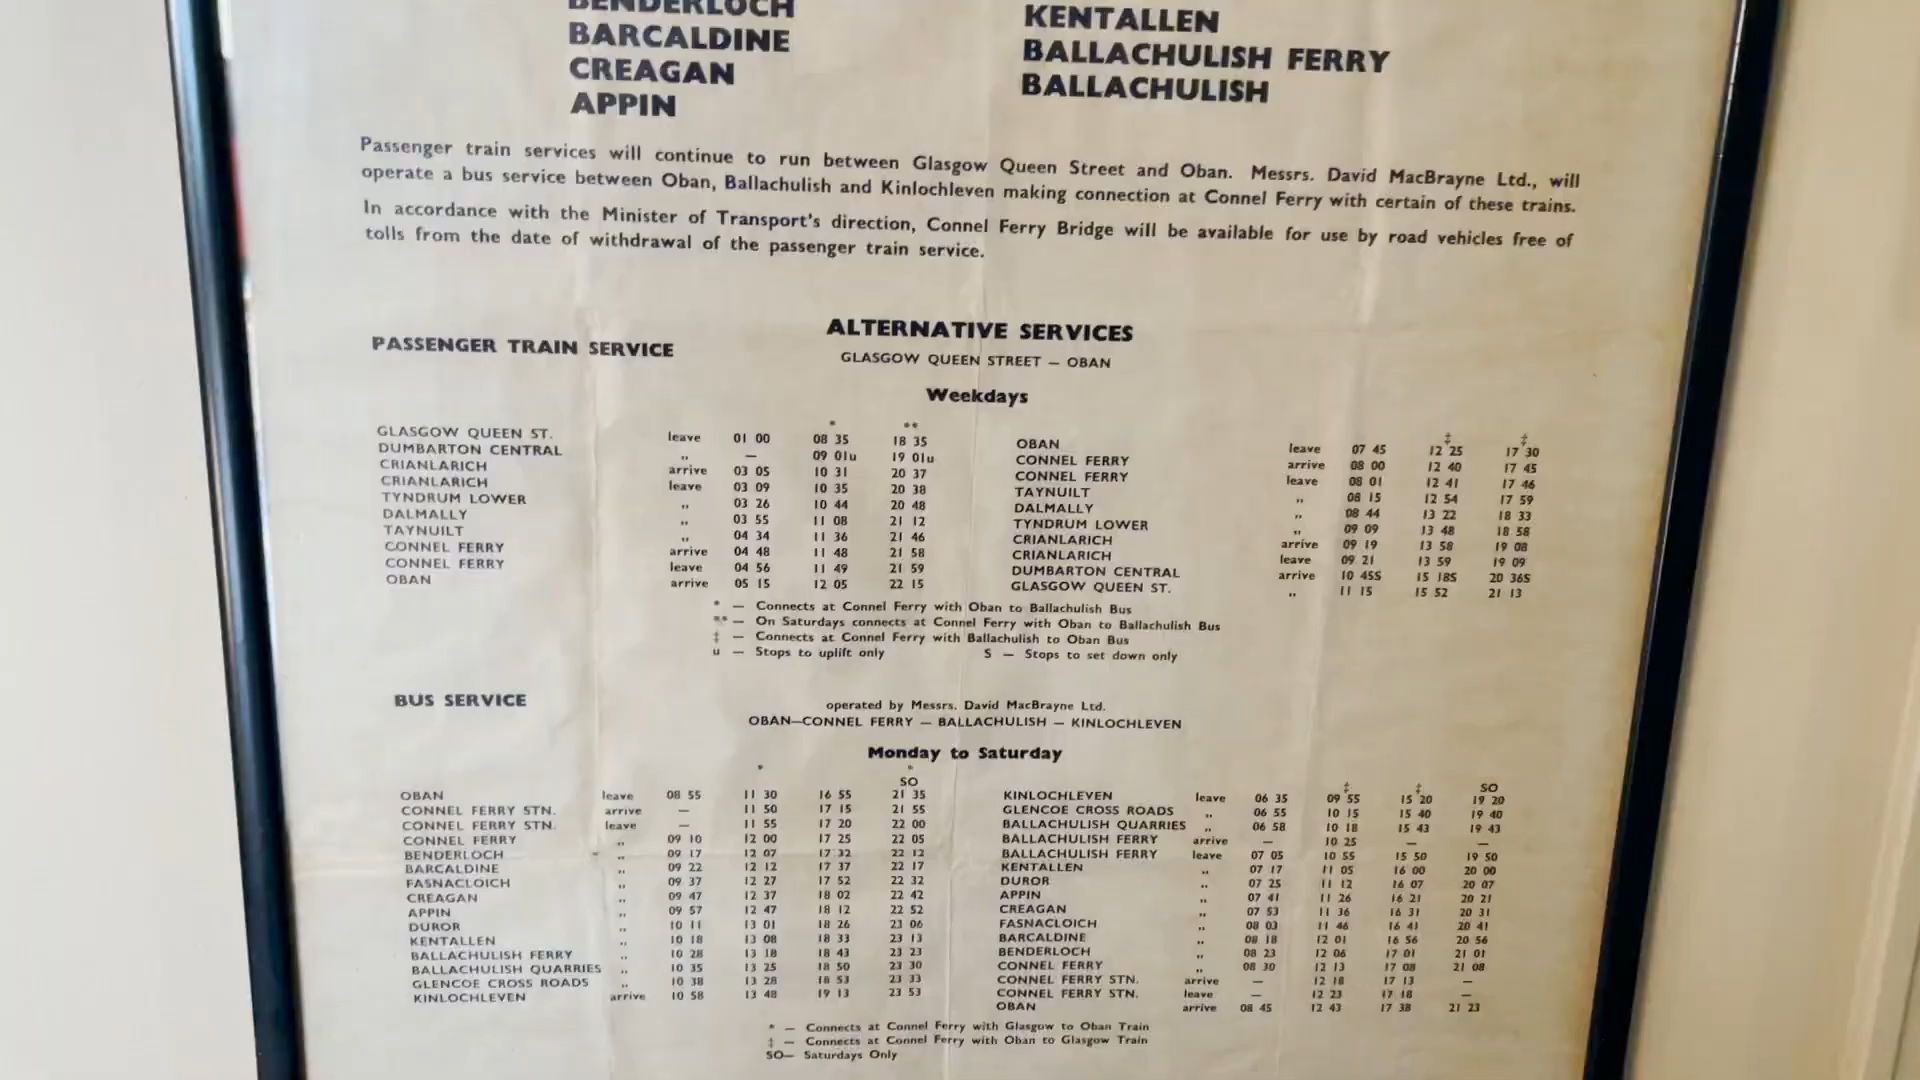 BENDERLOCH
BARCALDINE
CREAGAN
APPIN
KENTALLEN
BALLACHULISH FERRY
BALLACHULISH
Passenger train services will continue to run between Glasgow Queen Street and Oban. Messrs. David MacBrayne Ltd., will
operate a bus service between Oban, Ballachulish and Kinlochleven making connection at Connel Ferry with certain of these trains.
In accordance with the Minister of Transport's direction, Connel Ferry Bridge will be available for use by road vehicles free of
tolls from the date of withdrawal of the passenger train service.
ALTERNATIVE SERVICES
PASSENGER TRAIN SERVICE
GLASGOW QUEEN STREET — OBAN
Weekdays
* **
GLASGOW QUEEN ST. leave 01 00 08 35 18 35
DUMBARTON CENTRAL ,, — 09 01u 19 01u
CRIANLARICH arrive 03 05 10 31 20 37
CRIANLARICH leave 03 09 10 35 20 38
TYNDRUM LOWER ,, 03 26 10 44 20 48
DALMALLY ,, 03 55 11 08 21 12
TAYNUILT ,, 04 34 11 36 21 46
CONNEL FERRY arrive 04 48 11 48 21 58
CONNEL FERRY leave 04 56 11 49 21 59
OBAN arrive 05 15 12 05 22 15
‡ ‡
OBAN leave 07 45 12 25 17 30
CONNEL FERRY arrive 08 00 12 40 17 45
CONNEL FERRY leave 08 01 12 41 17 46
TAYNUILT ,, 08 15 12 54 17 59
DALMALLY ,, 08 44 13 22 18 33
TYNDRUM LOWER ,, 09 09 13 48 18 58
CRIANLARICH arrive 09 19 13 58 19 08
CRIANLARICH leave 09 21 13 59 19 09
DUMBARTON CENTRAL arrive 10 45S 15 18S 20 36S
GLASGOW QUEEN ST. ,, 11 15 15 52 21 13
* — Connects at Connel Ferry with Oban to Ballachulish Bus
** — On Saturdays connects at Connel Ferry with Oban to Ballachulish Bus
‡ — Connects at Connel Ferry with Ballachulish to Oban Bus
u — Stops to uplift only S — Stops to set down only
BUS SERVICE
operated by Messrs. David MacBrayne Ltd.
OBAN—CONNEL FERRY — BALLACHULISH — KINLOCHLEVEN
Monday to Saturday
* *
SO
OBAN leave 08 55 11 30 16 55 21 35
CONNEL FERRY STN. arrive — 11 50 17 15 21 55
CONNEL FERRY STN. leave — 11 55 17 20 22 00
CONNEL FERRY ,, 09 10 12 00 17 25 22 05
BENDERLOCH ,, 09 17 12 07 17 32 22 12
BARCALDINE ,, 09 22 12 12 17 37 22 17
FASNACLOICH ,, 09 37 12 27 17 52 22 32
CREAGAN ,, 09 47 12 37 18 02 22 42
APPIN ,, 09 57 12 47 18 12 22 52
DUROR ,, 10 11 13 01 18 26 23 06
KENTALLEN ,, 10 18 13 08 18 33 23 13
BALLACHULISH FERRY ,, 10 28 13 18 18 43 23 23
BALLACHULISH QUARRIES ,, 10 35 13 25 18 50 23 30
GLENCOE CROSS ROADS ,, 10 38 13 28 18 53 23 33
KINLOCHLEVEN arrive 10 58 13 48 19 13 23 53
‡ ‡ SO
KINLOCHLEVEN leave 06 35 09 55 15 20 19 20
GLENCOE CROSS ROADS ,, 06 55 10 15 15 40 19 40
BALLACHULISH QUARRIES ,, 06 58 10 18 15 43 19 43
BALLACHULISH FERRY arrive — 10 25 — —
BALLACHULISH FERRY leave 07 05 10 55 15 50 19 50
KENTALLEN ,, 07 17 11 05 16 00 20 00
DUROR ,, 07 25 11 12 16 07 20 07
APPIN ,, 07 41 11 26 16 21 20 21
CREAGAN ,, 07 53 11 36 16 31 20 31
FASNACLOICH ,, 08 03 11 46 16 41 20 41
BARCALDINE ,, 08 18 12 01 16 56 20 56
BENDERLOCH ,, 08 23 12 06 17 01 21 01
CONNEL FERRY ,, 08 30 12 13 17 08 21 08
CONNEL FERRY STN. arrive — 12 18 17 13 —
CONNEL FERRY STN. leave — 12 23 17 18 —
OBAN arrive 08 45 12 43 17 38 21 23
* — Connects at Connel Ferry with Glasgow to Oban Train
‡ — Connects at Connel Ferry with Oban to Glasgow Train
SO— Saturdays Only